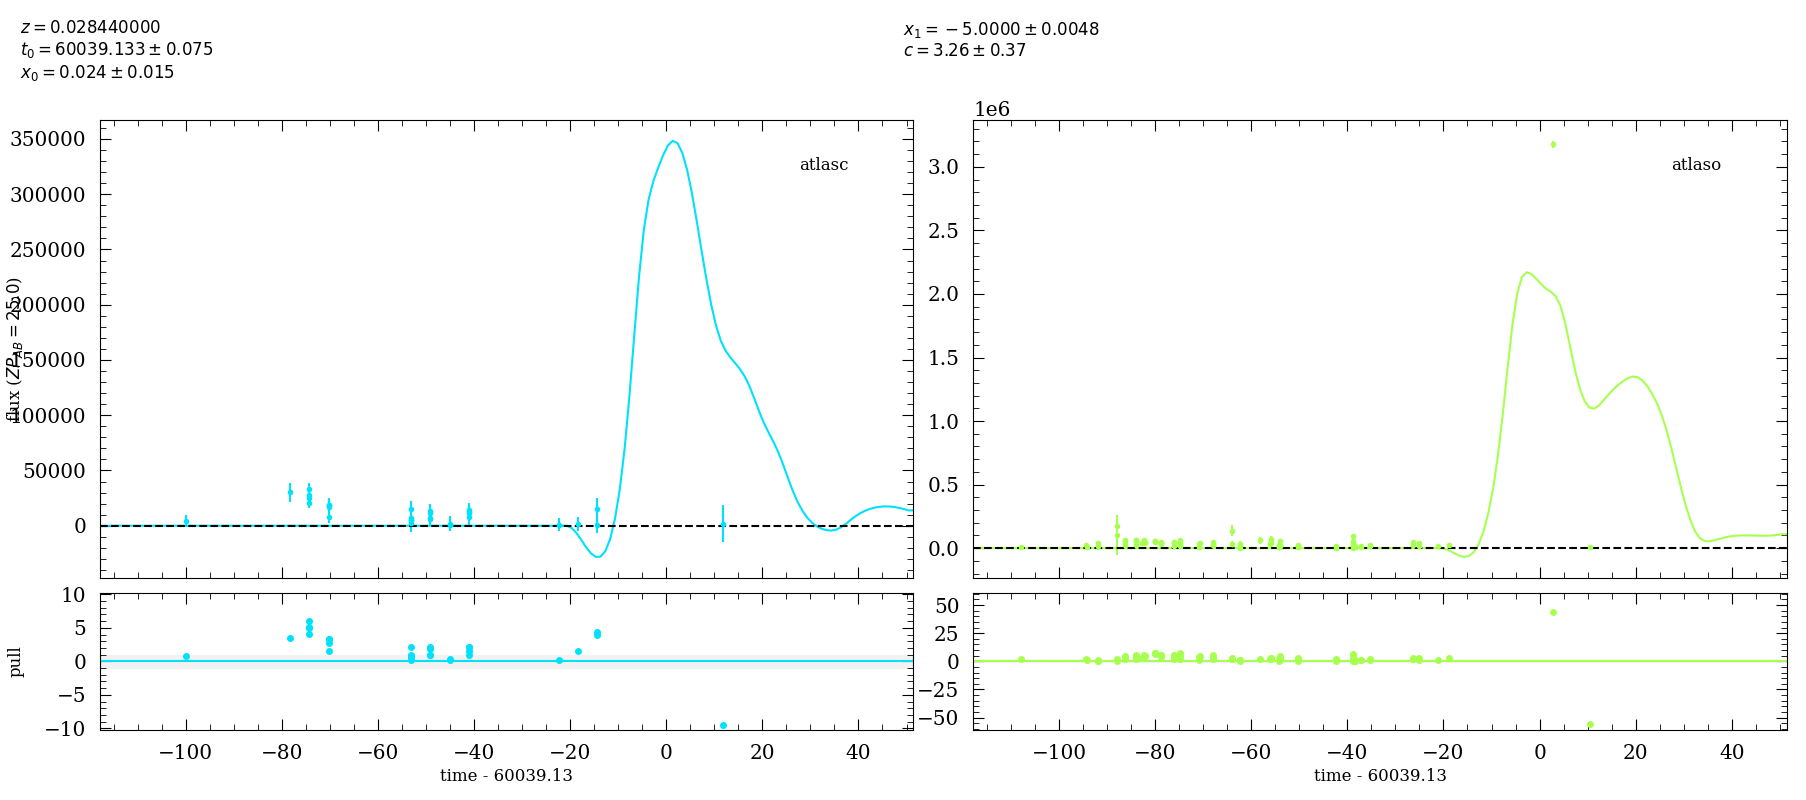 z = 0.028440000
t₀ = 60039.133 ± 0.075
x₀ = 0.024 ± 0.015
x₁ = −5.0000 ± 0.0048
c = 3.26 ± 0.37
1e6
atlasc
atlaso
350000
300000
250000
200000
150000
100000
50000
0
flux (ZP_AB = 25.0)
3.0
2.5
2.0
1.5
1.0
0.5
0.0
10
5
0
−5
−10
pull
50
25
0
−25
−50
−100 −80 −60 −40 −20 0 20 40
time - 60039.13
−100 −80 −60 −40 −20 0 20 40
time - 60039.13